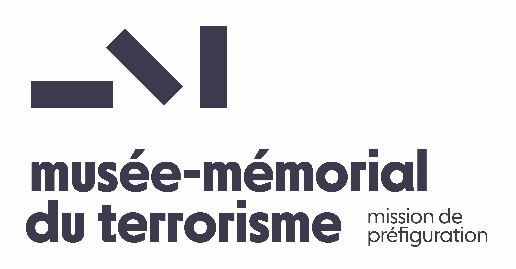 musée-mémorial
du terrorisme
mission de
préfiguration